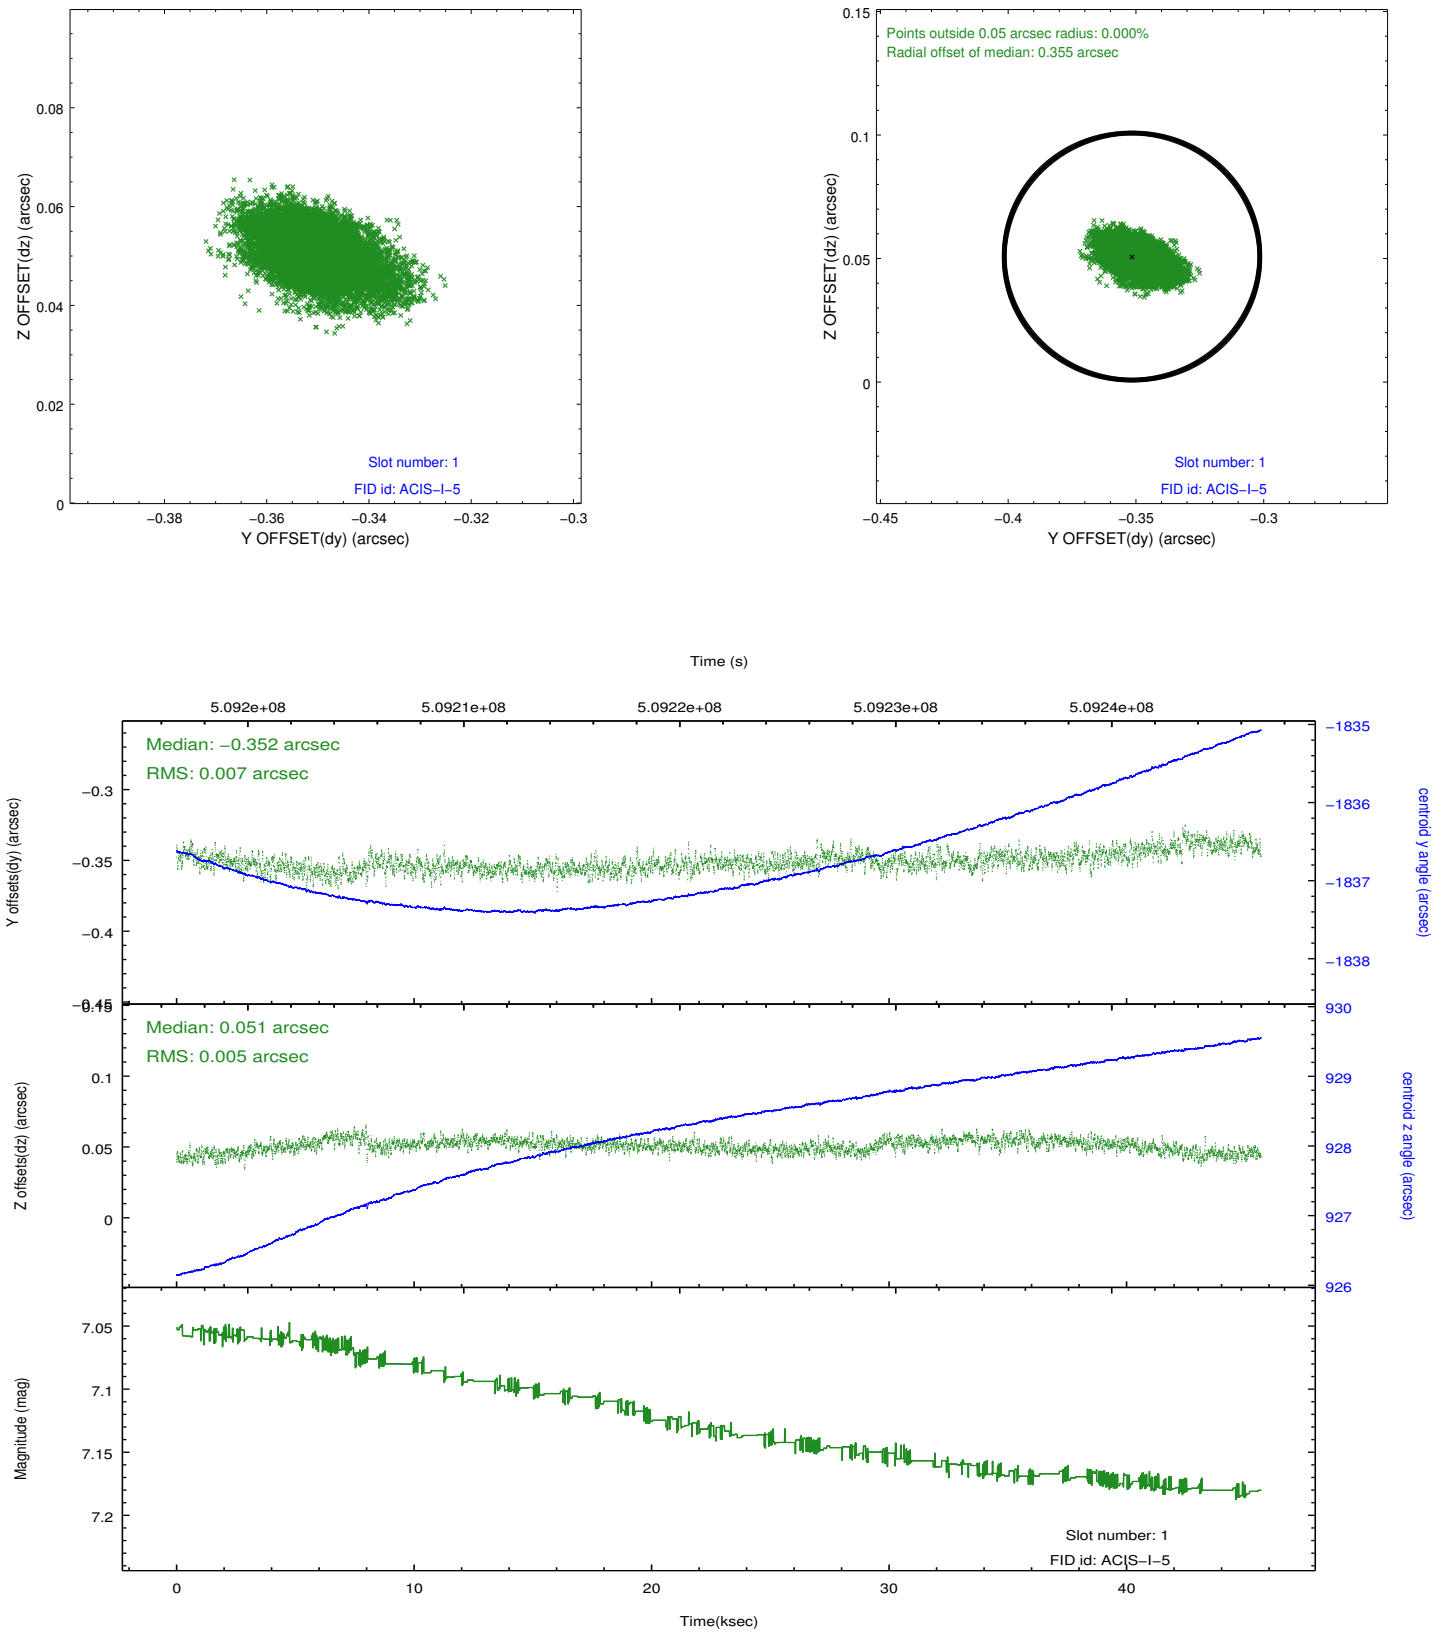 0.08
0.06
0.04
0.02
0
Z OFFSET(dz) (arcsec)
Slot number: 1
FID id: ACIS−I−5
−0.38
−0.36
−0.34
−0.32
−0.3
Y OFFSET(dy) (arcsec)
0.15
0.1
0.05
0
Z OFFSET(dz) (arcsec)
Points outside 0.05 arcsec radius: 0.000%
Radial offset of median: 0.355 arcsec
Slot number: 1
FID id: ACIS−I−5
−0.45
−0.4
−0.35
−0.3
Y OFFSET(dy) (arcsec)
Time (s)
5.092e+08
5.0921e+08
5.0922e+08
5.0923e+08
5.0924e+08
Median: −0.352 arcsec
RMS: 0.007 arcsec
−0.3
−0.35
−0.4
−0.45
Y offsets(dy) (arcsec)
−1835
−1836
−1837
−1838
centroid y angle (arcsec)
Median: 0.051 arcsec
RMS: 0.005 arcsec
0.15
0.1
0.05
0
Z offsets(dz) (arcsec)
930
929
928
927
926
centroid z angle (arcsec)
7.05
7.1
7.15
7.2
Magnitude (mag)
Slot number: 1
FID id: ACIS−I−5
0
10
20
30
40
Time(ksec)